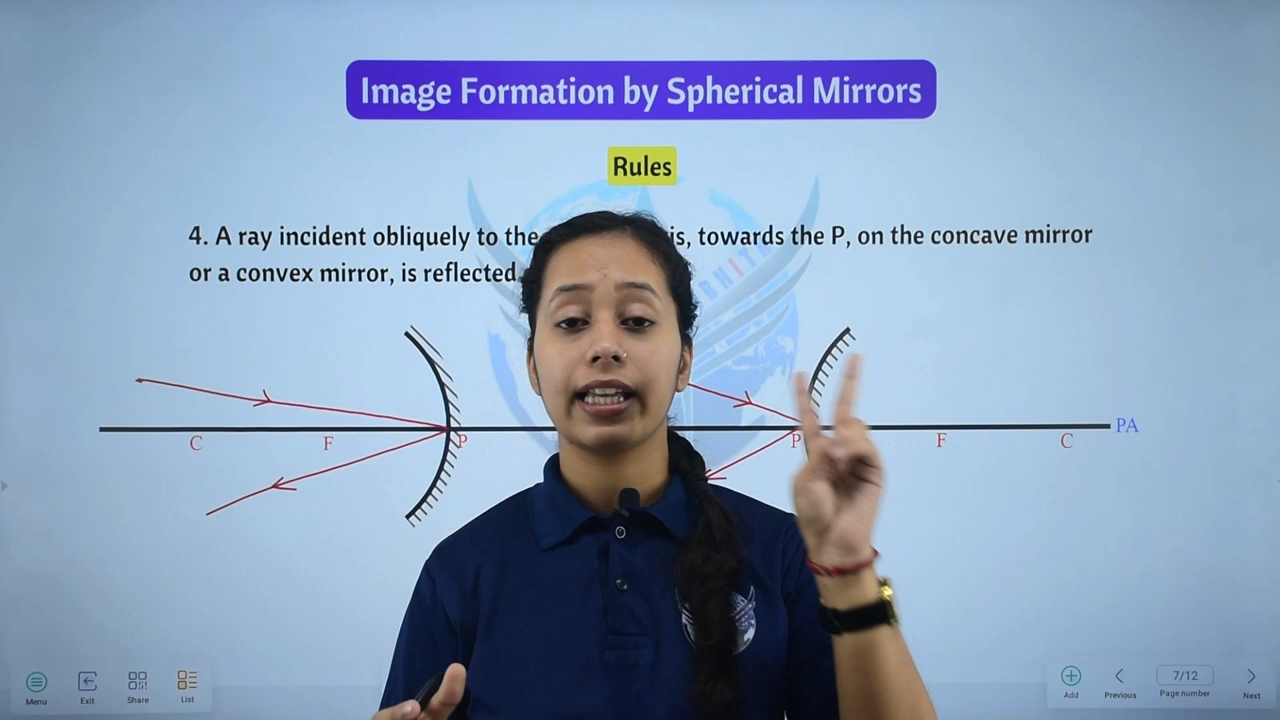 Image Formation by Spherical Mirrors
Rules
4. A ray incident obliquely to the is, towards the P, on the concave mirror
or a convex mirror, is reflected
C F P P F C PA
Menu Exit Share List Add Previous 7/12 Page number Next